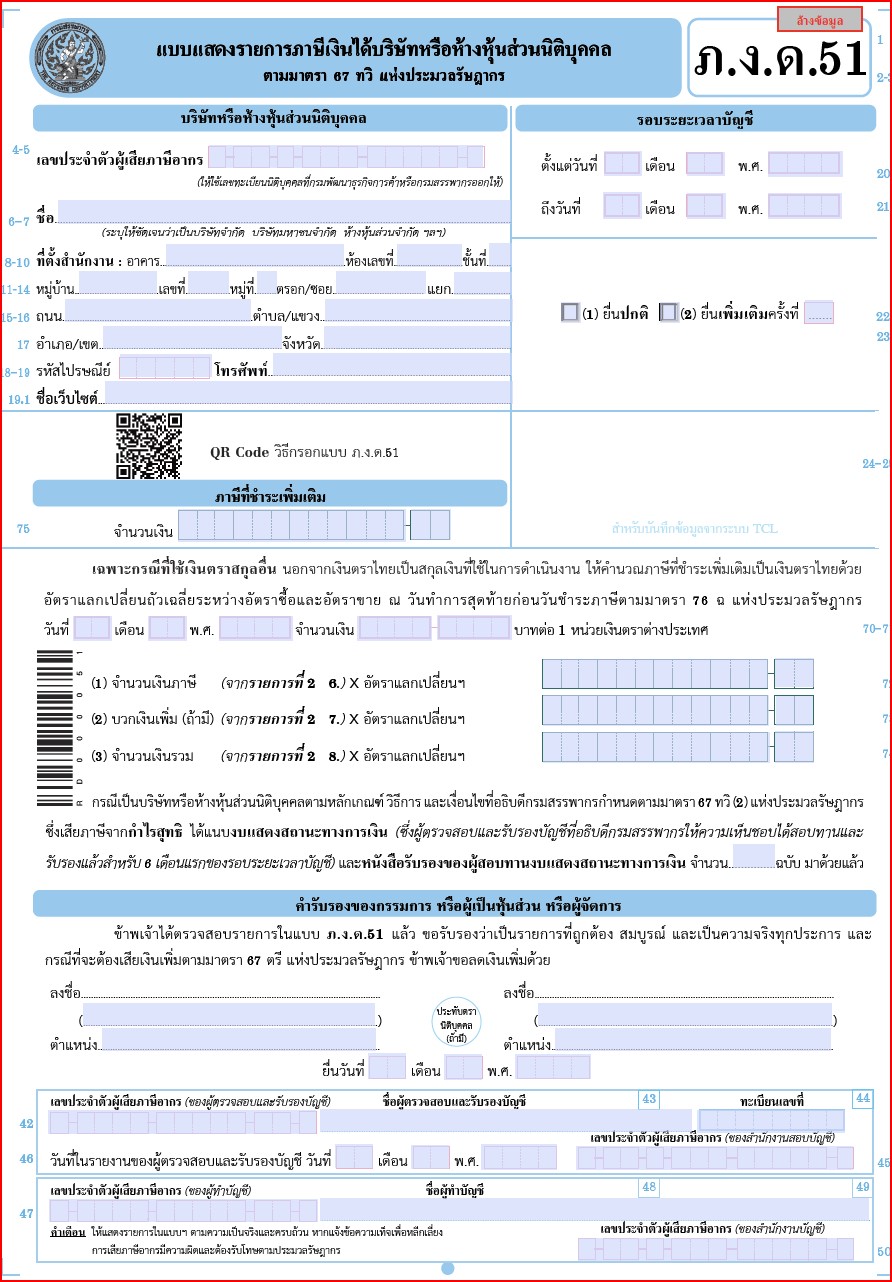 ล้างข้อมูล
แบบแสดงรายการภาษีเงินได้บริษัทหรือห้างหุ้นส่วนนิติบุคคล
ตามมาตรา 67 ทวิ แห่งประมวลรัษฎากร
ภ.ง.ด.51
1
บริษัทหรือห้างหุ้นส่วนนิติบุคคล
4-5
เลขประจำตัวผู้เสียภาษีอากร
(ให้ใช้เลขทะเบียนนิติบุคคลที่กรมพัฒนาธุรกิจการค้าหรือกรมสรรพากรออกให้)
6-7
ชื่อ
(ระบุให้ชัดเจนว่าเป็นบริษัทจำกัด บริษัทมหาชนจำกัด ห้างหุ้นส่วนจำกัด ฯลฯ)
8-10 ที่ตั้งสำนักงาน : อาคาร ห้องเลขที่ ชั้นที่
11-14 หมู่บ้าน เลขที่ หมู่ที่ ตรอก/ซอย แยก
15-16 ถนน ตำบล/แขวง
17 อำเภอ/เขต จังหวัด
18-19 รหัสไปรษณีย์ โทรศัพท์
19.1 ชื่อเว็บไซต์
รอบระยะเวลาบัญชี
ตั้งแต่วันที่ เดือน พ.ศ. 20
ถึงวันที่ เดือน พ.ศ. 21
(1) ยื่นปกติ (2) ยื่นเพิ่มเติมครั้งที่ ....... 22
23
QR Code วิธีกรอกแบบ ภ.ง.ด.51
ภาษีที่ชำระเพิ่มเติม
75 จำนวนเงิน
สำหรับบันทึกข้อมูลจากระบบ TCL
เฉพาะกรณีที่ใช้เงินตราสกุลอื่น นอกจากเงินตราไทยเป็นสกุลเงินที่ใช้ในการดำเนินงาน ให้คำนวณภาษีที่ชำระเพิ่มเติมเป็นเงินตราไทยด้วย
อัตราแลกเปลี่ยนถัวเฉลี่ยระหว่างอัตราซื้อและอัตราขาย ณ วันทำการสุดท้ายก่อนวันชำระภาษีตามมาตรา 76 ฉ แห่งประมวลรัษฎากร
วันที่ เดือน พ.ศ. จำนวนเงิน บาทต่อ 1 หน่วยเงินตราต่างประเทศ
(1) จำนวนเงินภาษี (จากรายการที่ 2 6.) X อัตราแลกเปลี่ยนฯ
(2) บวกเงินเพิ่ม (ถ้ามี) (จากรายการที่ 2 7.) X อัตราแลกเปลี่ยนฯ
(3) จำนวนเงินรวม (จากรายการที่ 2 8.) X อัตราแลกเปลี่ยนฯ
กรณีเป็นบริษัทหรือห้างหุ้นส่วนนิติบุคคลตามหลักเกณฑ์ วิธีการ และเงื่อนไขที่อธิบดีกรมสรรพากรกำหนดตามมาตรา 67 ทวิ (2) แห่งประมวลรัษฎากร
ซึ่งเสียภาษีจากกำไรสุทธิ ได้แนบงบแสดงสถานะทางการเงิน (ซึ่งผู้ตรวจสอบและรับรองบัญชีที่อธิบดีกรมสรรพากรให้ความเห็นชอบได้สอบทานและ
รับรองแล้วสำหรับ 6 เดือนแรกของรอบระยะเวลาบัญชี) และหนังสือรับรองของผู้สอบทานงบแสดงสถานะทางการเงิน จำนวน ฉบับ มาด้วยแล้ว
คำรับรองของกรรมการ หรือผู้เป็นหุ้นส่วน หรือผู้จัดการ
ข้าพเจ้าได้ตรวจสอบรายการในแบบ ภ.ง.ด.51 แล้ว ขอรับรองว่าเป็นรายการที่ถูกต้อง สมบูรณ์ และเป็นความจริงทุกประการ และ
กรณีที่จะต้องเสียเงินเพิ่มตามมาตรา 67 ตรี แห่งประมวลรัษฎากร ข้าพเจ้าขอลดเงินเพิ่มด้วย
ลงชื่อ ลงชื่อ
( ) ( )
ประทับตรา
นิติบุคคล
(ถ้ามี)
ตำแหน่ง ตำแหน่ง
ยื่นวันที่ เดือน พ.ศ.
เลขประจำตัวผู้เสียภาษีอากร (ของผู้ตรวจสอบและรับรองบัญชี) ชื่อผู้ตรวจสอบและรับรองบัญชี 43 ทะเบียนเลขที่ 44
42
เลขประจำตัวผู้เสียภาษีอากร (ของสำนักงานสอบบัญชี)
46 วันที่ในรายงานของผู้ตรวจสอบและรับรองบัญชี วันที่ เดือน พ.ศ. 45
เลขประจำตัวผู้เสียภาษีอากร (ของผู้ทำบัญชี) ชื่อผู้ทำบัญชี 48 49
47
คำเตือน ให้แสดงรายการในแบบฯ ตามความเป็นจริงและครบถ้วน หากแจ้งข้อความเท็จเพื่อหลีกเลี่ยง
การเสียภาษีอากรมีความผิดและต้องรับโทษตามประมวลรัษฎากร
เลขประจำตัวผู้เสียภาษีอากร (ของสำนักงานบัญชี)
50